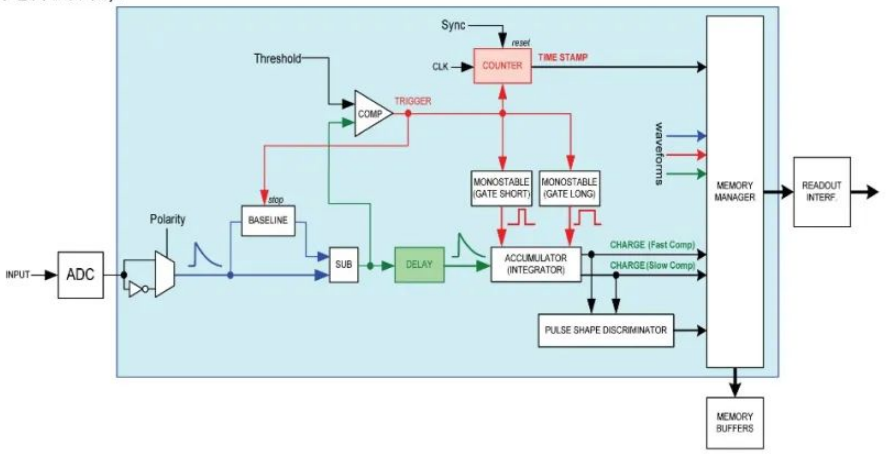 Sync
reset
Threshold
CLK
COUNTER
TIME STAMP
TRIGGER
COMP
waveforms
MONOSTABLE
(GATE SHORT)
MONOSTABLE
(GATE LONG)
MEMORY
MANAGER
READOUT
INTERF.
stop
BASELINE
Polarity
INPUT
ADC
SUB
DELAY
ACCUMULATOR
(INTEGRATOR)
CHARGE (Fast Comp)
CHARGE (Slow Comp)
PULSE SHAPE DISCRIMINATOR
MEMORY
BUFFERS